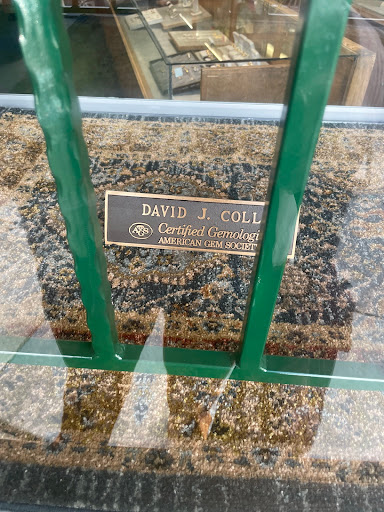 DAVID J. COLL
Certified Gemologi
AGS AMERICAN GEM SOCIET